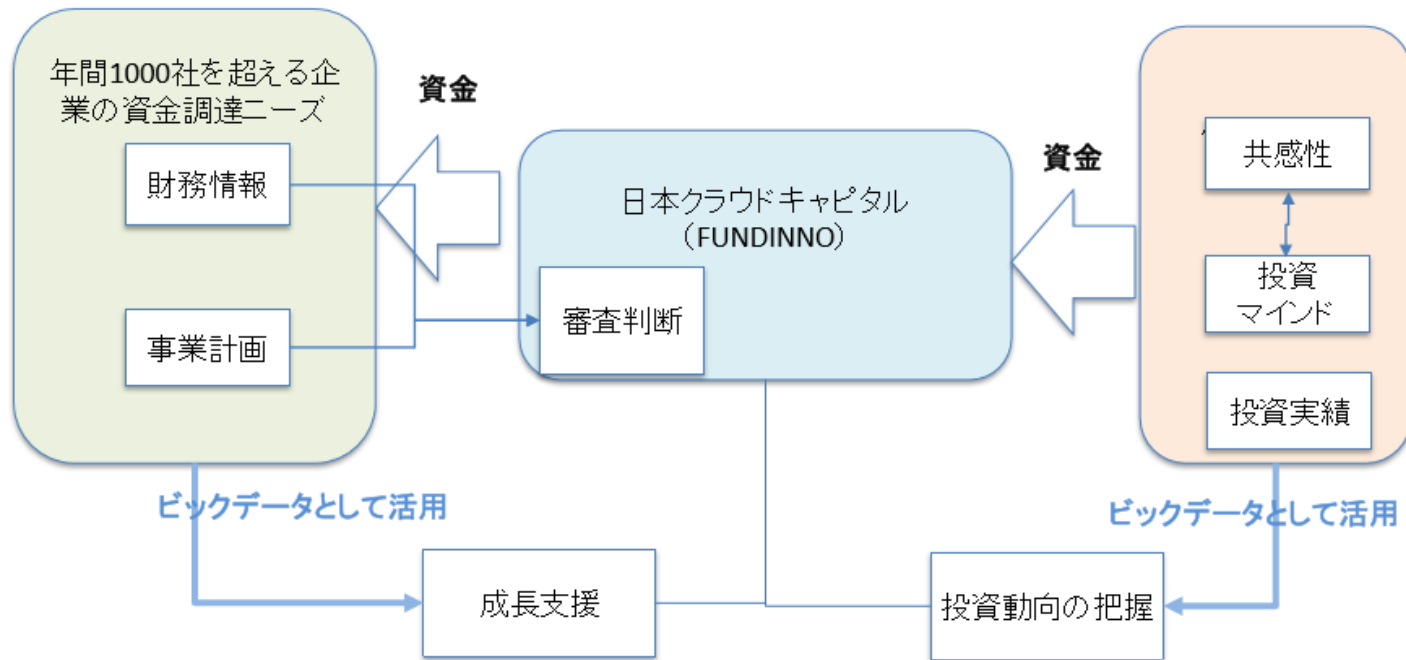 年間1000社を超える企
業の資金調達ニーズ
財務情報
事業計画
資金
日本クラウドキャピタル
（FUNDINNO）
審査判断
資金
共感性
投資
マインド
投資実績
ビックデータとして活用
ビックデータとして活用
成長支援
投資動向の把握